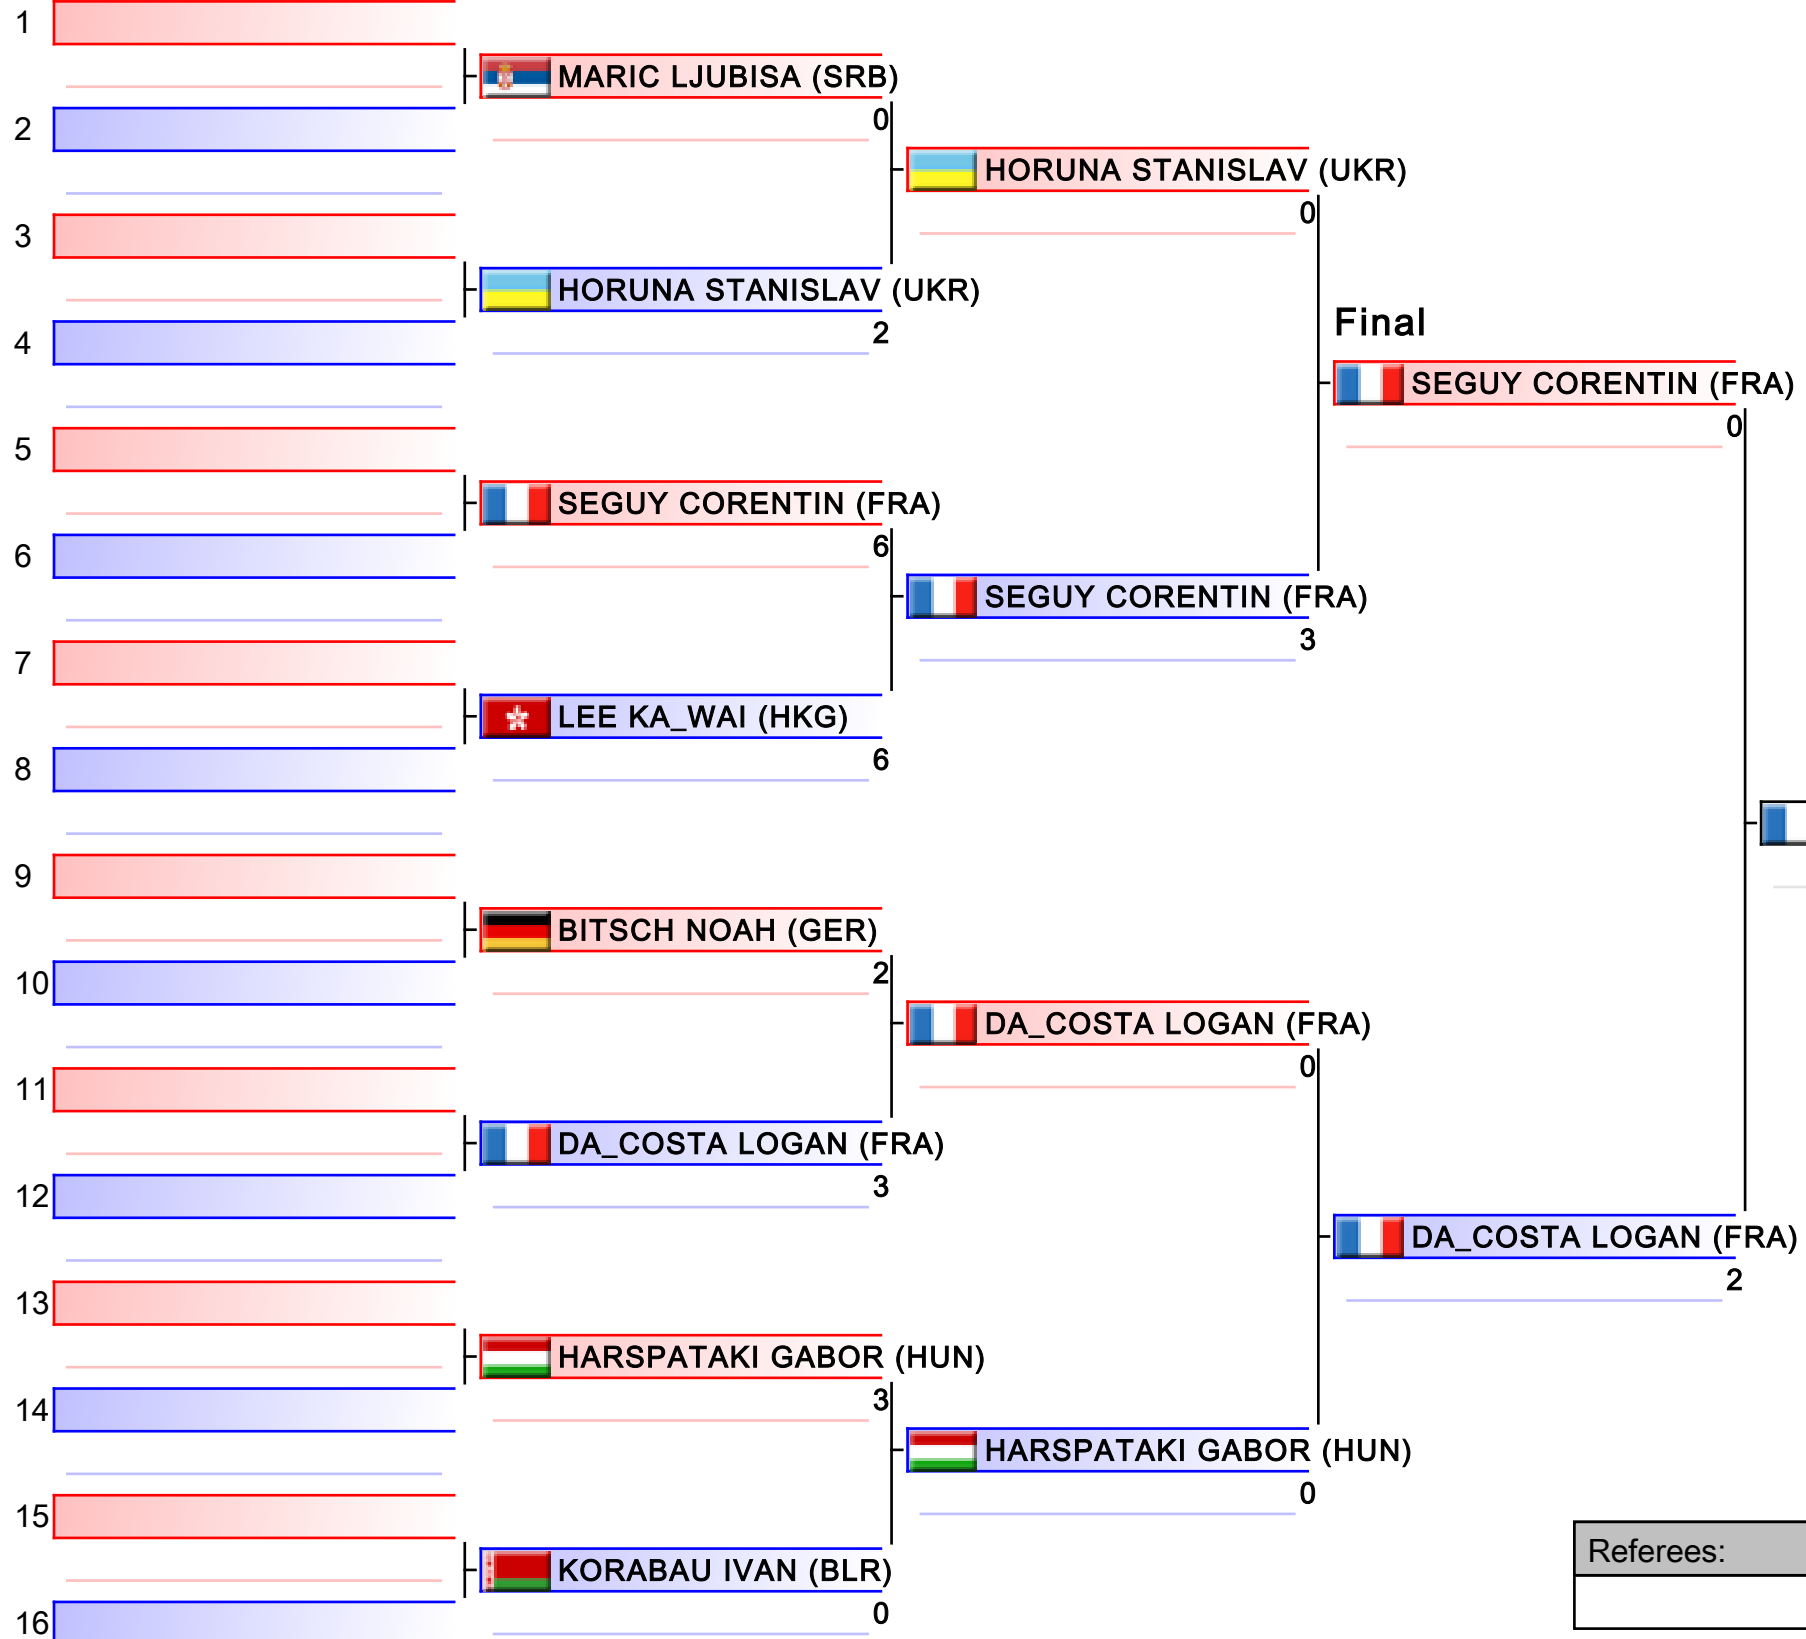 1
MARIC LJUBISA (SRB)
0
2
HORUNA STANISLAV (UKR)
0
3
HORUNA STANISLAV (UKR)
2
Final
4
SEGUY CORENTIN (FRA)
0
5
SEGUY CORENTIN (FRA)
6
6
SEGUY CORENTIN (FRA)
3
7
LEE KA_WAI (HKG)
6
8
9
BITSCH NOAH (GER)
2
10
DA_COSTA LOGAN (FRA)
0
11
DA_COSTA LOGAN (FRA)
3
12
DA_COSTA LOGAN (FRA)
2
13
HARSPATAKI GABOR (HUN)
3
14
HARSPATAKI GABOR (HUN)
0
15
KORABAU IVAN (BLR)
0
16
Referees: